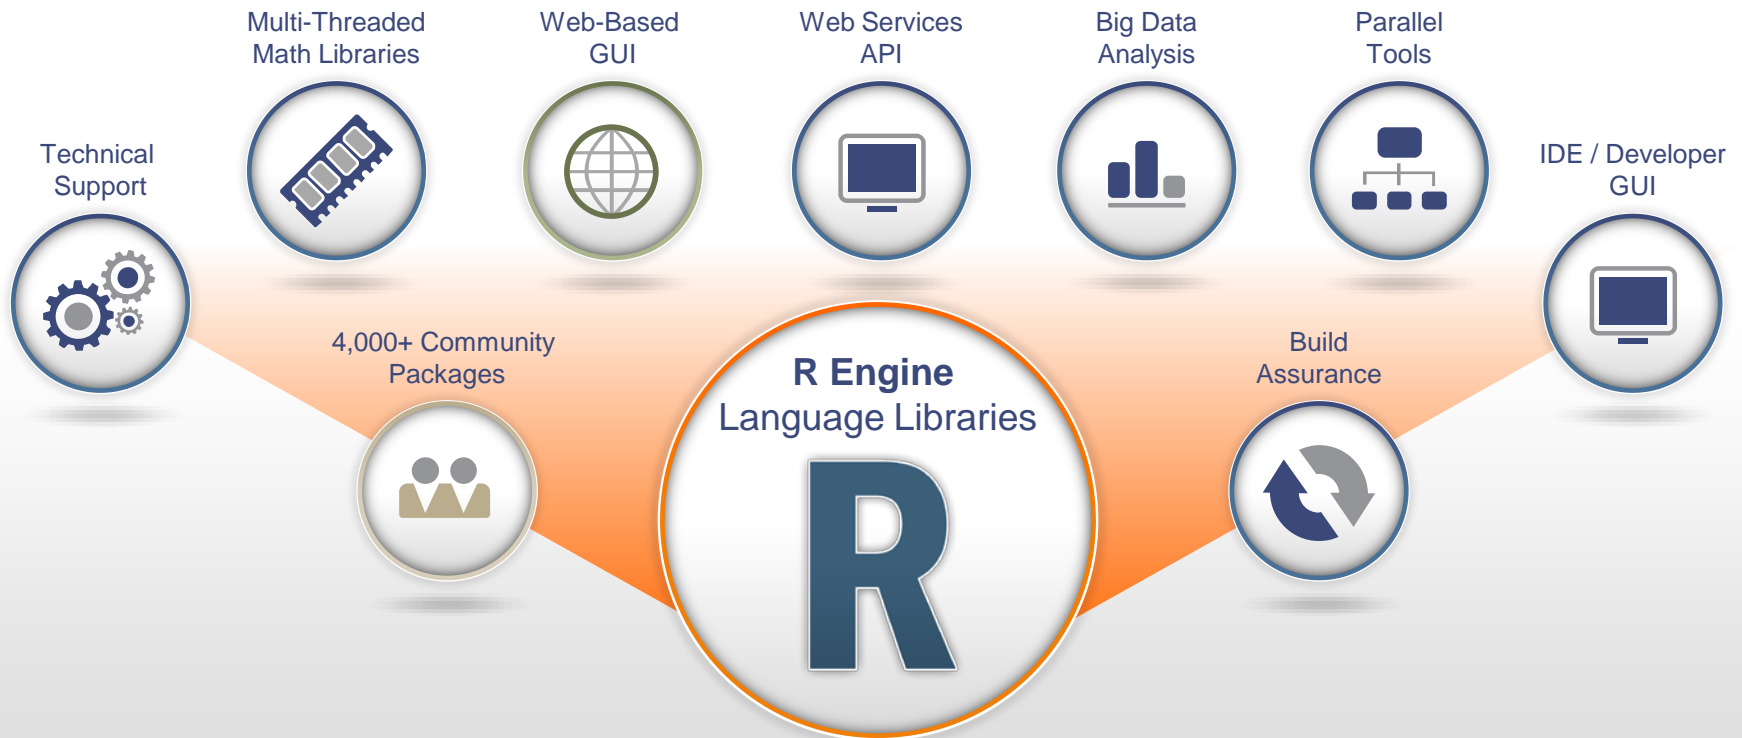 Multi-Threaded
Math Libraries
Web-Based
GUI
Web Services
API
Big Data
Analysis
Parallel
Tools
Technical
Support
IDE / Developer
GUI
4,000+ Community
Packages
R Engine
Language Libraries
R
Build
Assurance